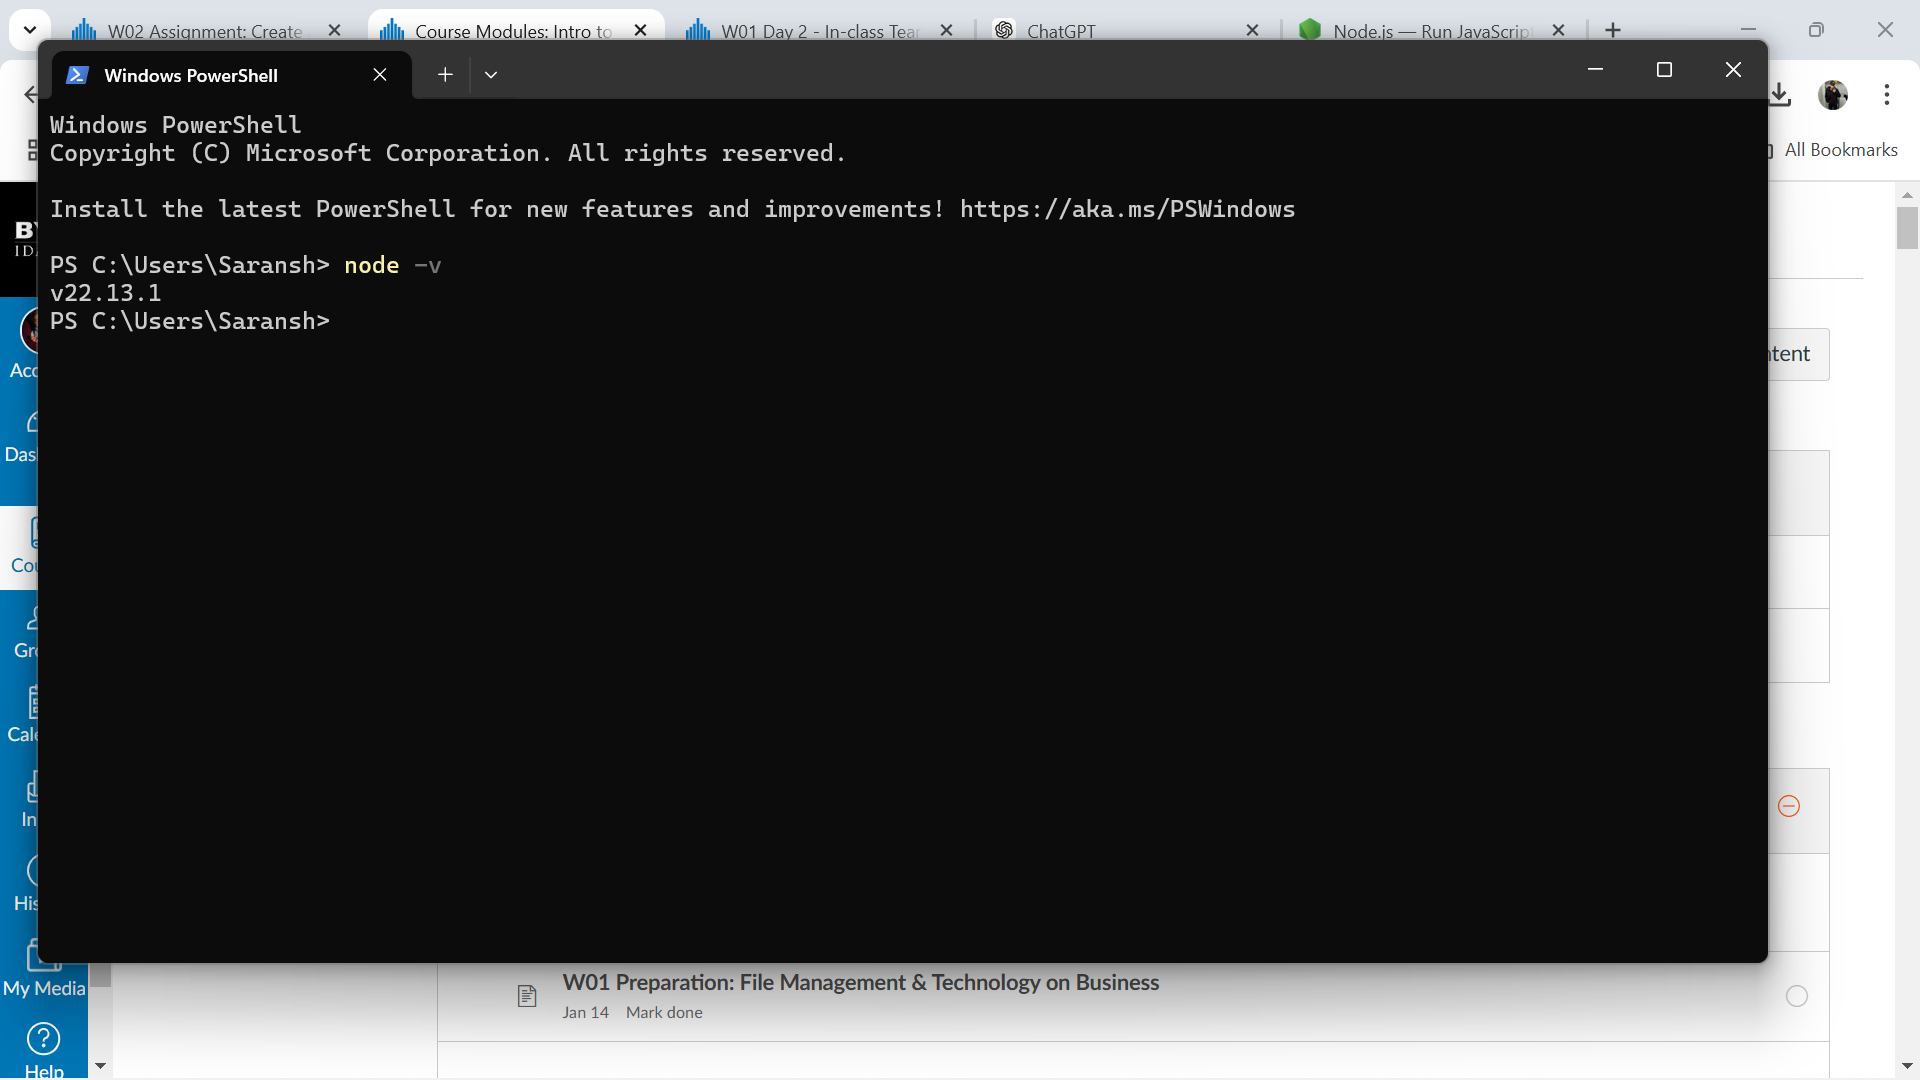 W02 Assignment: Create
Course Modules: Intro to
W01 Day 2 - In-class Tea
ChatGPT
Node.js — Run JavaScrip
Windows PowerShell
All Bookmarks
Windows PowerShell
Copyright (C) Microsoft Corporation. All rights reserved.
Install the latest PowerShell for new features and improvements! https://aka.ms/PSWindows
PS C:\Users\Saransh> node -v
v22.13.1
PS C:\Users\Saransh>
BY
ID
Acc
Das
Cou
Gr
Cale
In
His
My Media
Help
ntent
W01 Preparation: File Management & Technology on Business
Jan 14 Mark done